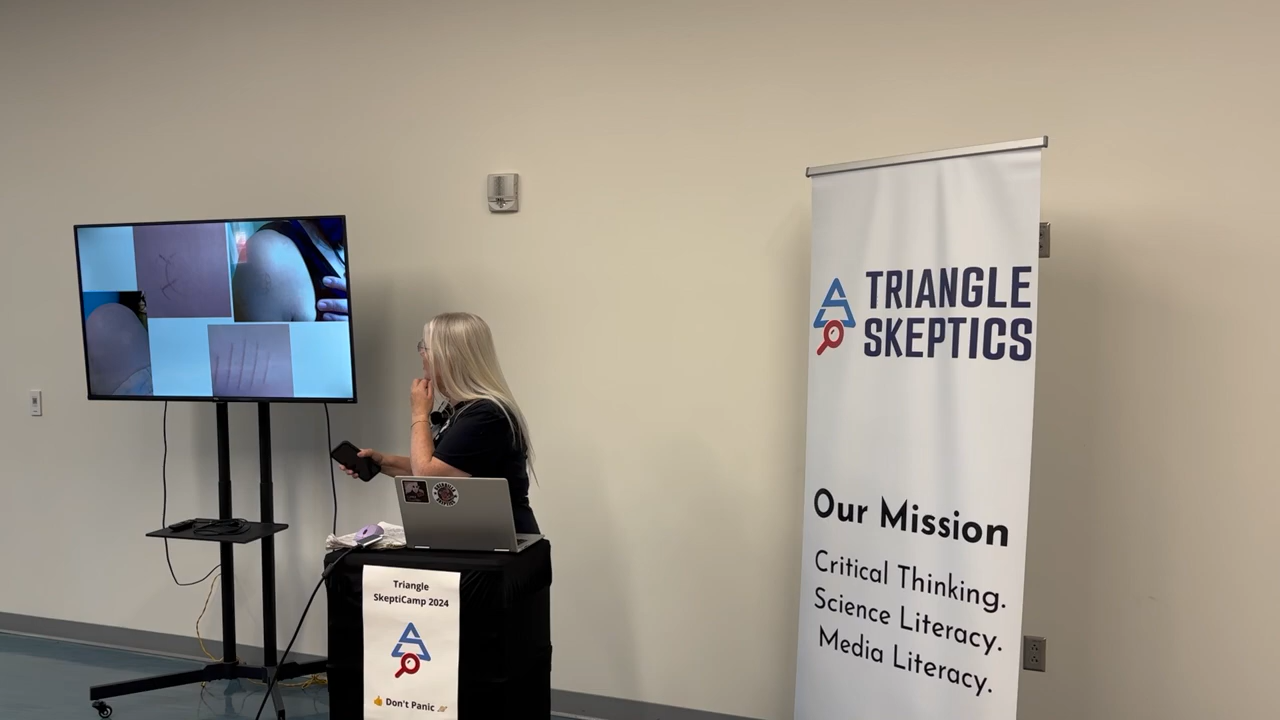 TRIANGLE
SKEPTICS
Our Mission
Critical Thinking.
Science Literacy.
Media Literacy.
Triangle
SkeptiCamp 2024
👍 Don't Panic 🪐